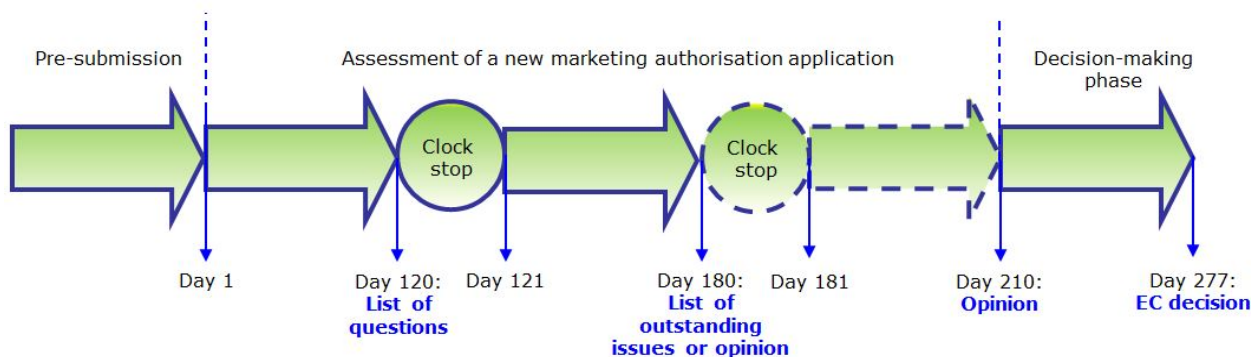 Pre-submission
Assessment of a new marketing authorisation application
Decision-making
phase
Clock
stop
Clock
stop
Day 1
Day 120:
List of
questions
Day 121
Day 180:
List of
outstanding
issues or opinion
Day 181
Day 210:
Opinion
Day 277:
EC decision